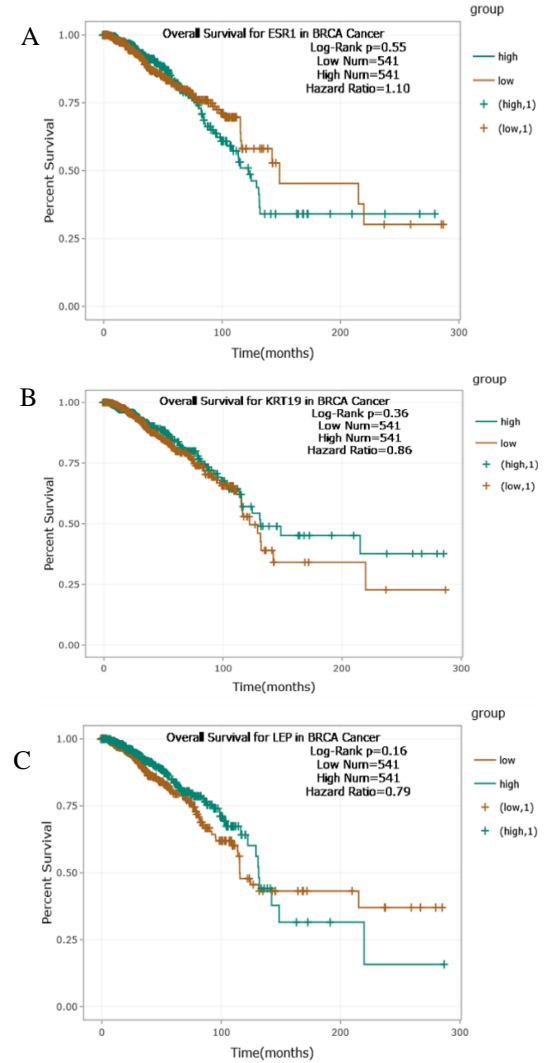 A
group
Overall Survival for ESR1 in BRCA Cancer
Log-Rank p=0.55
Low Num=541
High Num=541
Hazard Ratio=1.10
high
low
(high,1)
(low,1)
Percent Survival
1.00
0.75
0.50
0.25
0.00
0
100
200
300
Time(months)
B
group
Overall Survival for KRT19 in BRCA Cancer
Log-Rank p=0.36
Low Num=541
High Num=541
Hazard Ratio=0.86
high
low
(high,1)
(low,1)
Percent Survival
1.00
0.75
0.50
0.25
0.00
0
100
200
300
Time(months)
C
group
Overall Survival for LEP in BRCA Cancer
Log-Rank p=0.16
Low Num=541
High Num=541
Hazard Ratio=0.79
low
high
(low,1)
(high,1)
Percent Survival
1.00
0.75
0.50
0.25
0.00
0
100
200
300
Time(months)